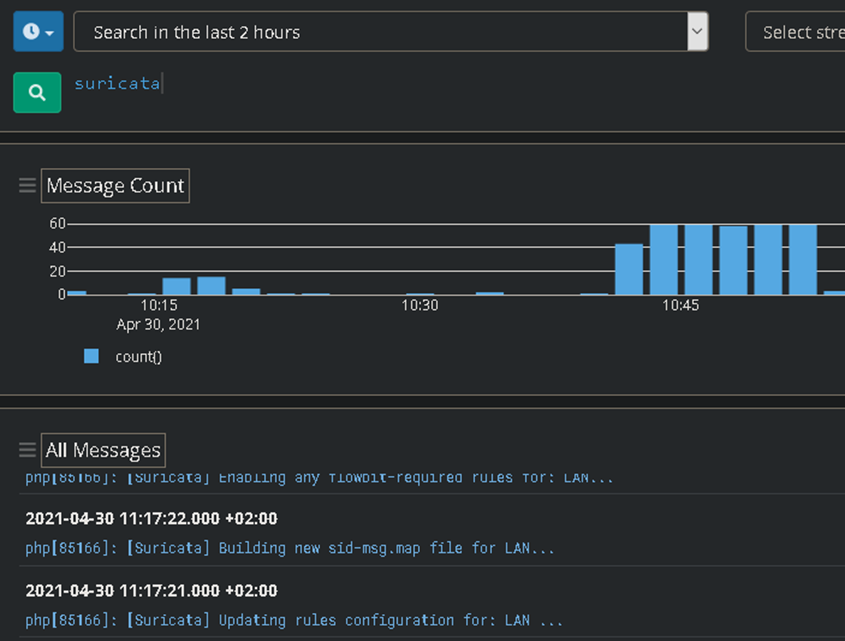 Search in the last 2 hours
Select stre
suricata
Message Count
60
40
20
0
10:15
10:30
10:45
Apr 30, 2021
count()
All Messages
php[85166]: [Suricata] Enabling any flowbit-required rules for: LAN...
2021-04-30 11:17:22.000 +02:00
php[85166]: [Suricata] Building new sid-msg.map file for LAN...
2021-04-30 11:17:21.000 +02:00
php[85166]: [Suricata] Updating rules configuration for: LAN ...